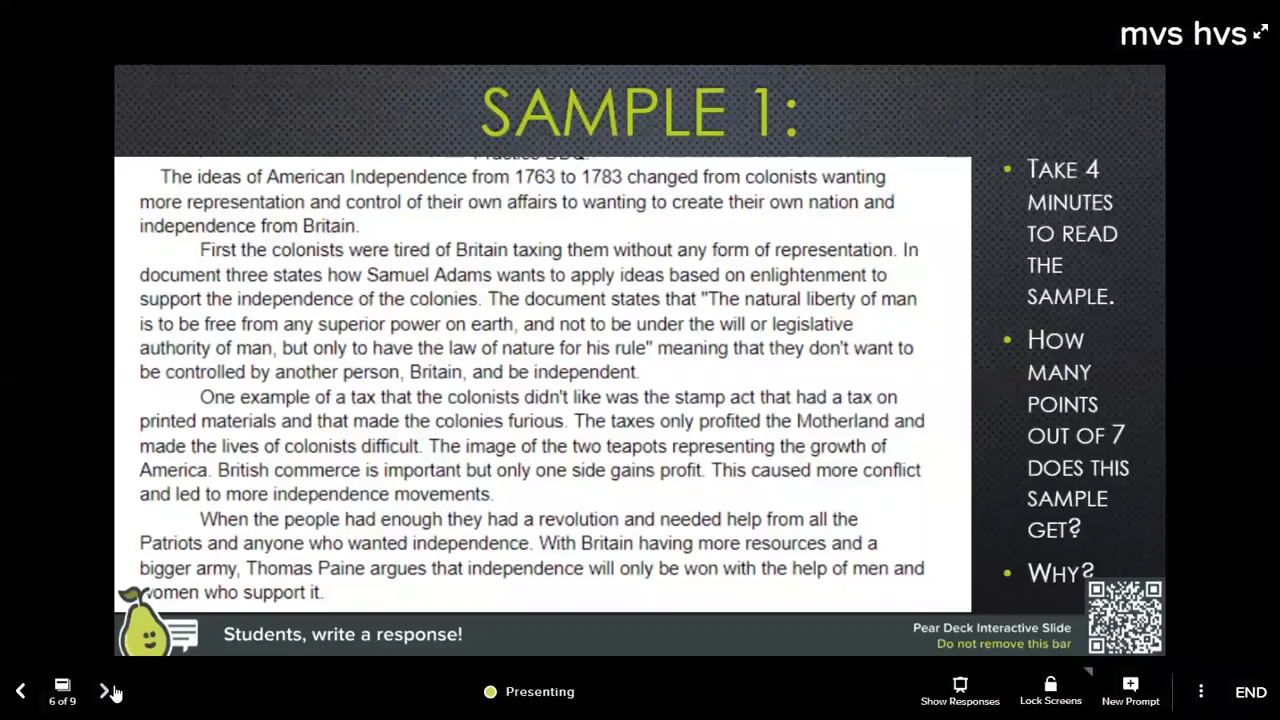 mvs hvs
SAMPLE 1:
Practice DBQ:
The ideas of American Independence from 1763 to 1783 changed from colonists wanting
more representation and control of their own affairs to wanting to create their own nation and
independence from Britain.
First the colonists were tired of Britain taxing them without any form of representation. In
document three states how Samuel Adams wants to apply ideas based on enlightenment to
support the independence of the colonies. The document states that "The natural liberty of man
is to be free from any superior power on earth, and not to be under the will or legislative
authority of man, but only to have the law of nature for his rule" meaning that they don't want to
be controlled by another person, Britain, and be independent.
One example of a tax that the colonists didn't like was the stamp act that had a tax on
printed materials and that made the colonies furious. The taxes only profited the Motherland and
made the lives of colonists difficult. The image of the two teapots representing the growth of
America. British commerce is important but only one side gains profit. This caused more conflict
and led to more independence movements.
When the people had enough they had a revolution and needed help from all the
Patriots and anyone who wanted independence. With Britain having more resources and a
bigger army, Thomas Paine argues that independence will only be won with the help of men and
women who support it.
• TAKE 4
MINUTES
TO READ
THE
SAMPLE.
• HOW
MANY
POINTS
OUT OF 7
DOES THIS
SAMPLE
GET?
• WHY?
Students, write a response!
Pear Deck Interactive Slide
Do not remove this bar
6 of 9
Presenting
Show Responses
Lock Screens
New Prompt
END